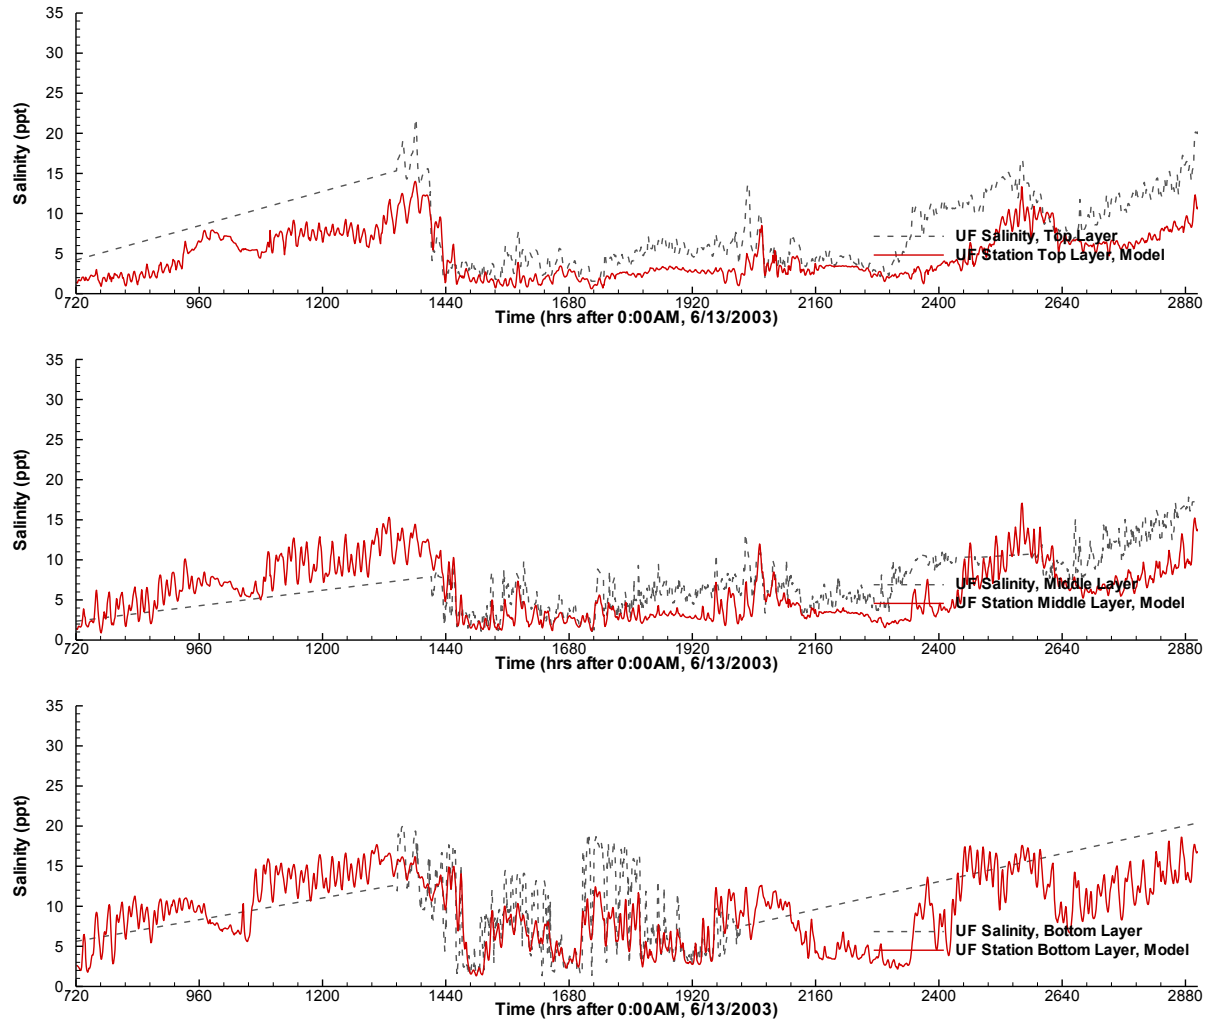 35
30
25
20
15
10
5
0
Salinity (ppt)
UF Salinity, Top Layer
UF Station Top Layer, Model
720 960 1200 1440 1680 1920 2160 2400 2640 2880
Time (hrs after 0:00AM, 6/13/2003)
35
30
25
20
15
10
5
0
Salinity (ppt)
UF Salinity, Middle Layer
UF Station Middle Layer, Model
720 960 1200 1440 1680 1920 2160 2400 2640 2880
Time (hrs after 0:00AM, 6/13/2003)
35
30
25
20
15
10
5
0
Salinity (ppt)
UF Salinity, Bottom Layer
UF Station Bottom Layer, Model
720 960 1200 1440 1680 1920 2160 2400 2640 2880
Time (hrs after 0:00AM, 6/13/2003)